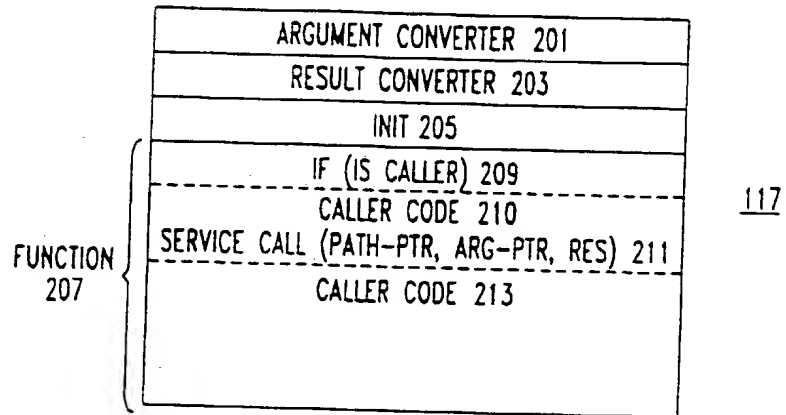 ARGUMENT CONVERTER 201
RESULT CONVERTER 203
INIT 205
IF (IS CALLER) 209
CALLER CODE 210
SERVICE CALL (PATH-PTR, ARG-PTR, RES) 211
CALLER CODE 213
FUNCTION
207
117